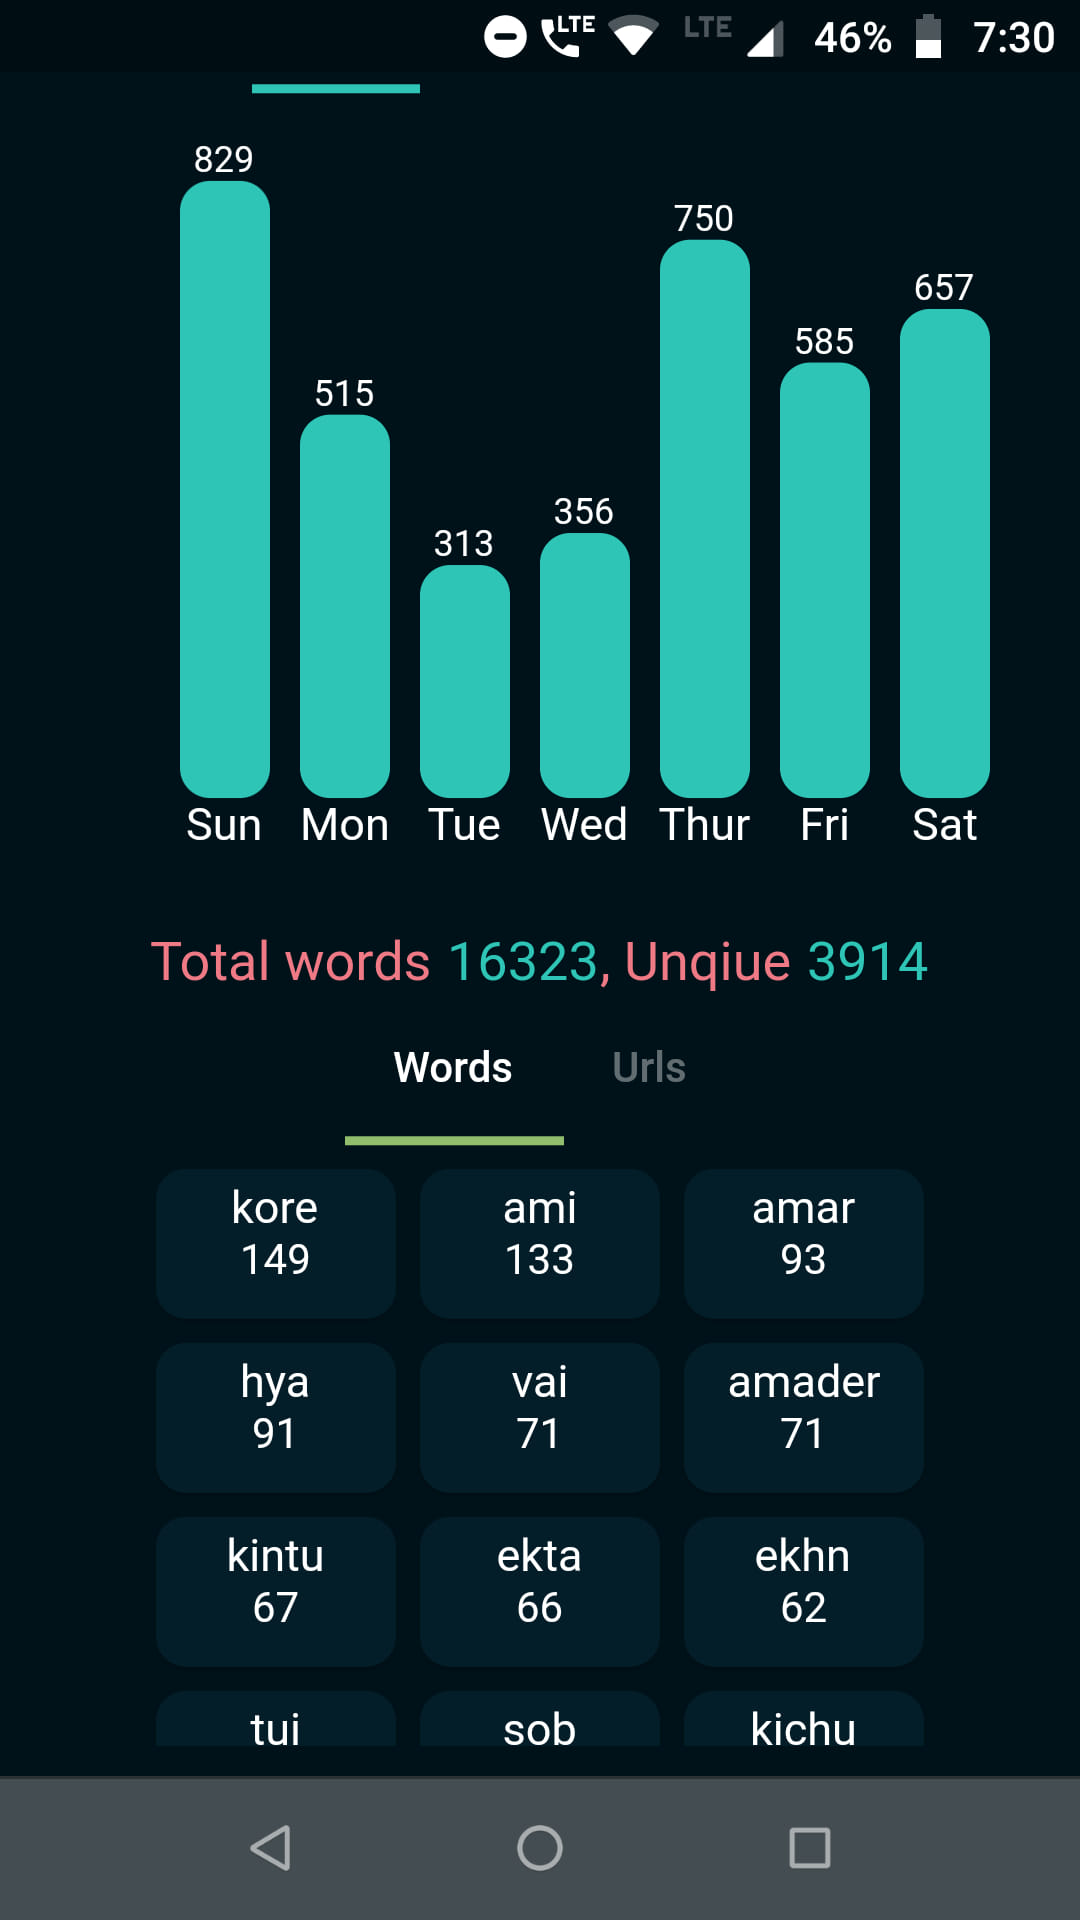 LTE LTE 46% 7:30
829
750
657
585
515
356
313
Sun Mon Tue Wed Thur Fri Sat
Total words 16323, Unqiue 3914
Words Urls
kore ami amar
149 133 93
hya vai amader
91 71 71
kintu ekta ekhn
67 66 62
tui sob kichu